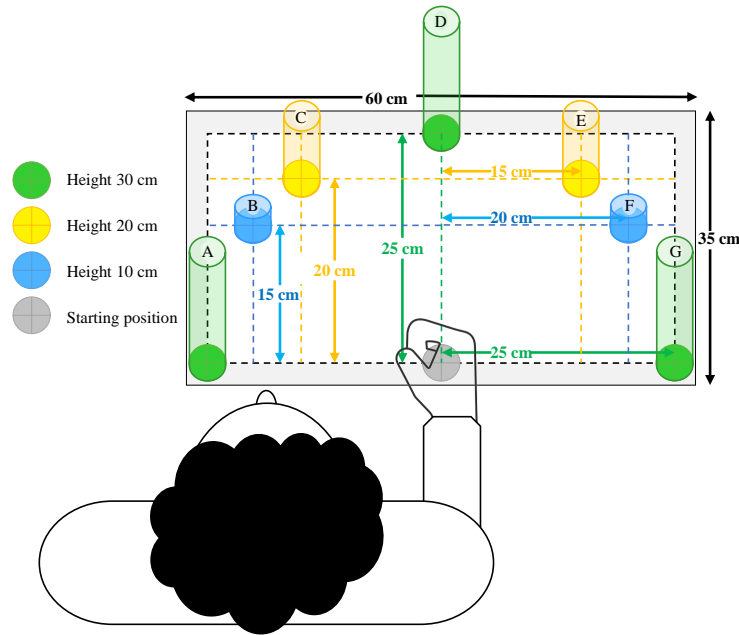 D
60 cm
C
E
15 cm
Height 30 cm
Height 20 cm
B
F
20 cm
35 cm
A
25 cm
G
Height 10 cm
20 cm
15 cm
Starting position
25 cm